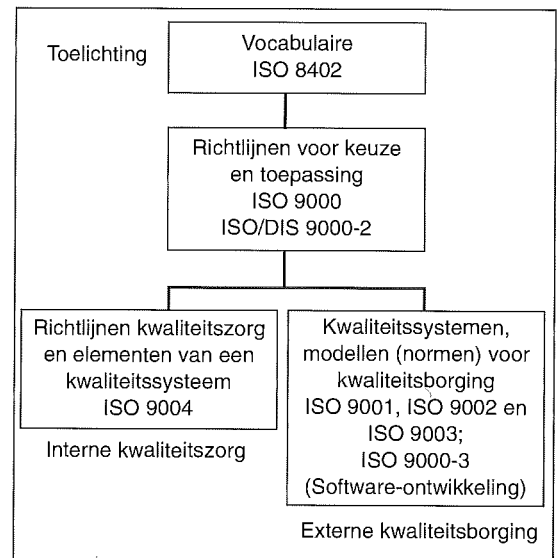 Toelichting
Vocabulaire
ISO 8402
Richtlijnen voor keuze
en toepassing
ISO 9000
ISO/DIS 9000-2
Richtlijnen kwaliteitszorg
en elementen van een
kwaliteitssysteem
ISO 9004
Interne kwaliteitszorg
Kwaliteitssystemen,
modellen (normen) voor
kwaliteitsborging
ISO 9001, ISO 9002 en
ISO 9003;
ISO 9000-3
(Software-ontwikkeling)
Externe kwaliteitsborging